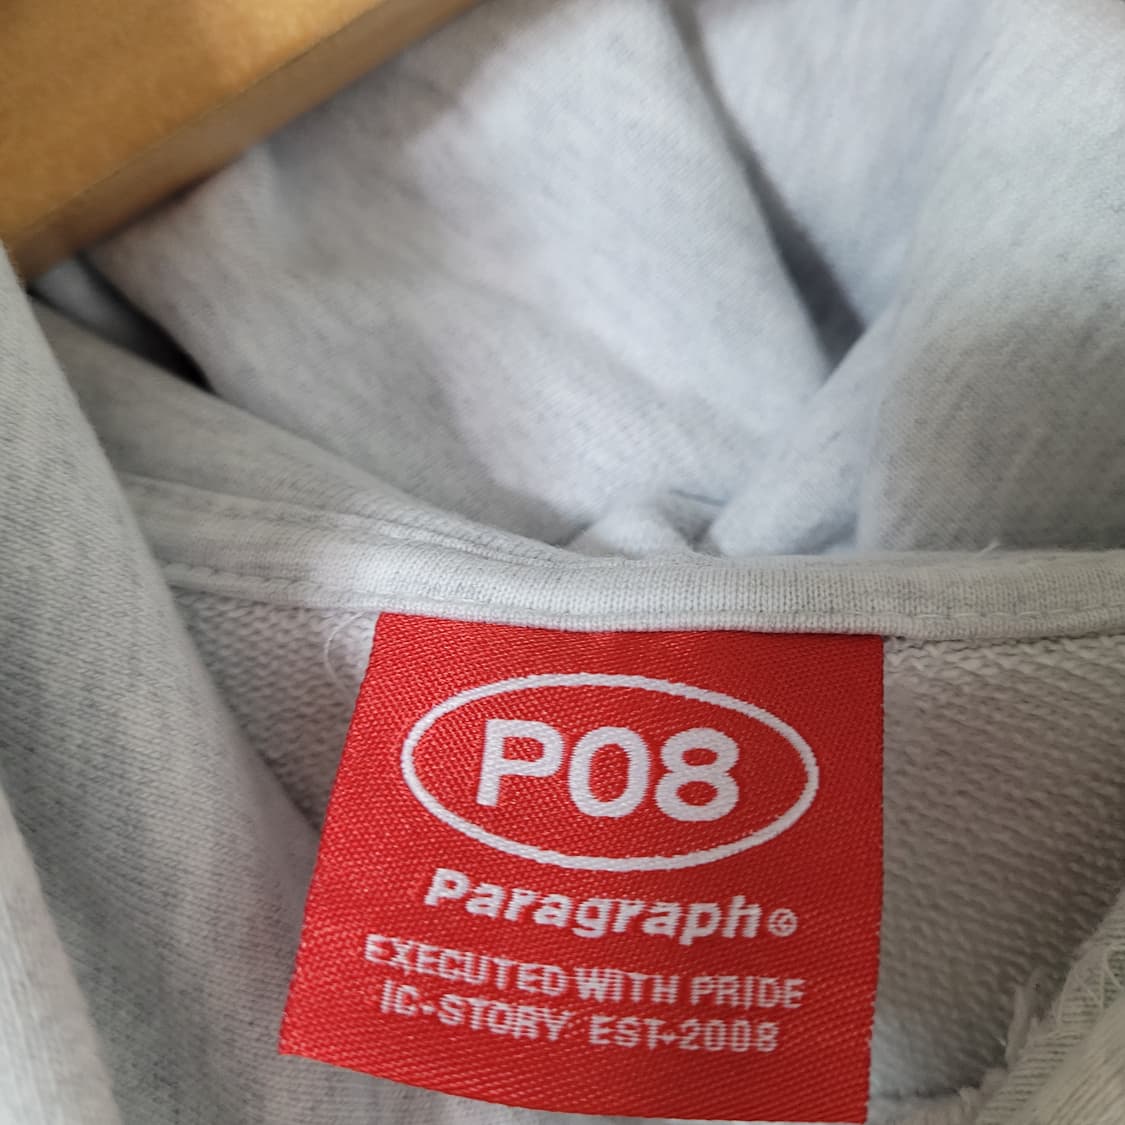 P08
Paragraph®
EXECUTED WITH PRIDE
IC-STORY EST-2008